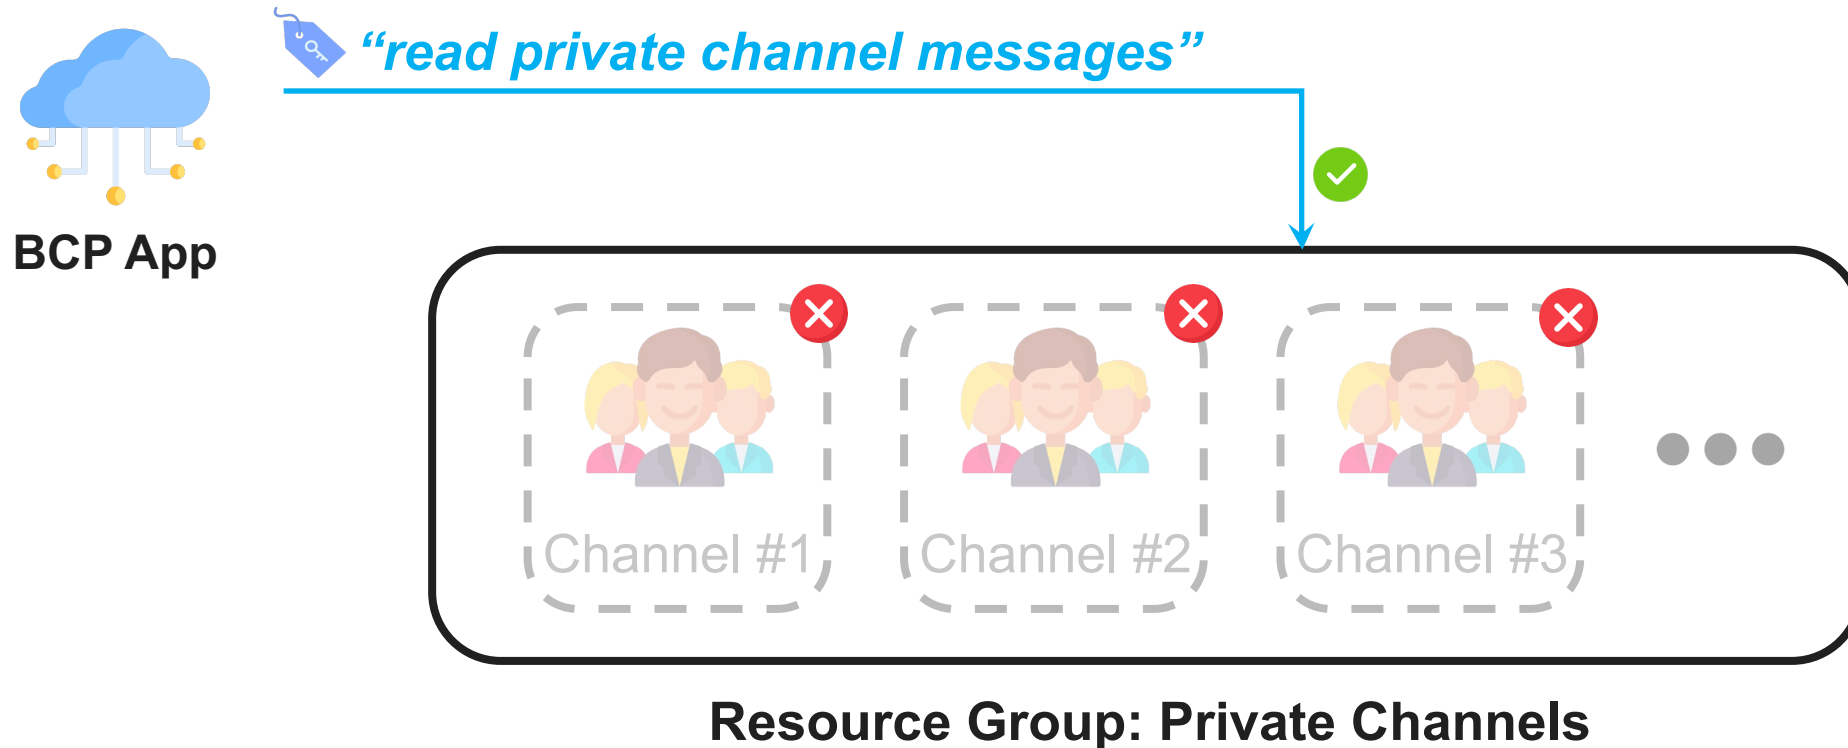 “read private channel messages”
BCP App
Channel #1
Channel #2
Channel #3
Resource Group: Private Channels